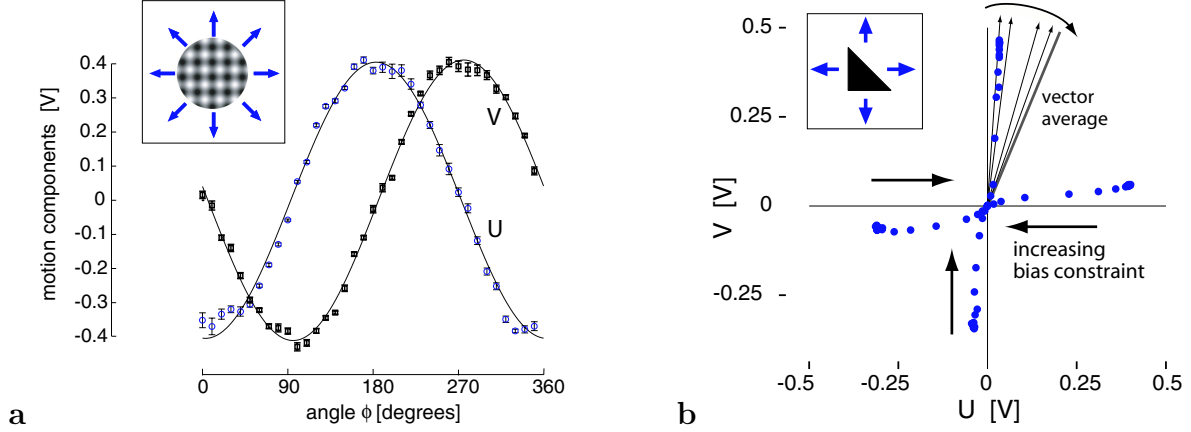 0.4
0.3
0.2
0.1
0
-0.1
-0.2
-0.3
-0.4
motion components [V]
V
U
0 90 180 270 360
angle ϕ [degrees]
a
0.5
0.25
0
-0.25
V [V]
vector
average
increasing
bias constraint
-0.5 -0.25 0 0.25 0.5
U [V]
b